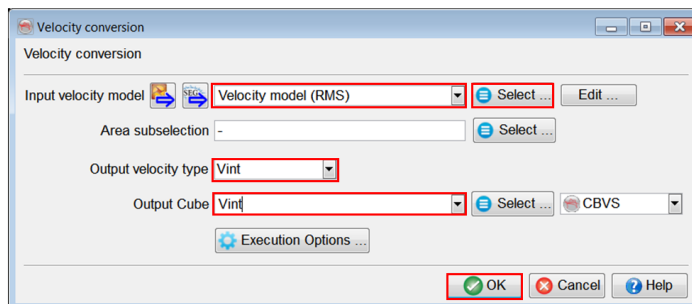 Velocity conversion
Velocity conversion
Input velocity model SEG Velocity model (RMS) Select ... Edit ...
Area subselection - Select ...
Output velocity type Vint
Output Cube Vint Select ... CBVS
Execution Options ...
OK Cancel Help